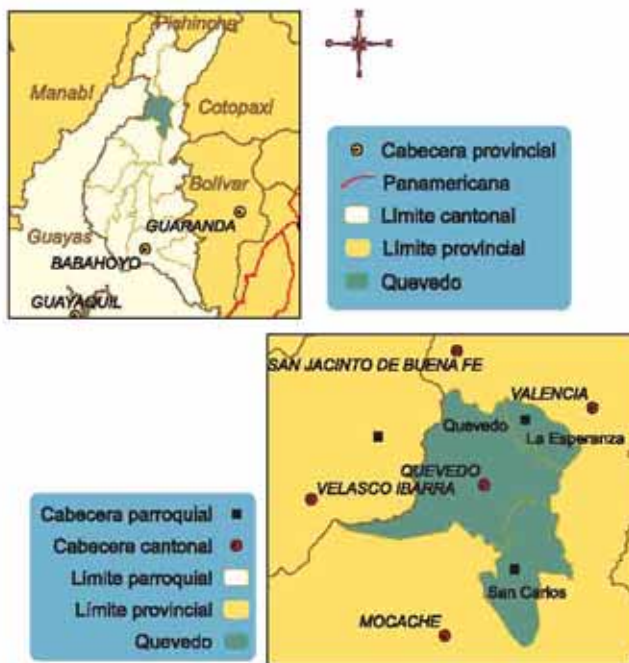 Pishincha
N
O E
S
Manabí
Cotopaxi
Bolívar
GUARANDA
Guayas
BABAHOYO
GUAYAQUIL
Cabecera provincial
Panamericana
Límite cantonal
Límite provincial
Quevedo
SAN JACINTO DE BUENA FE
VALENCIA
Quevedo
La Esperanza
QUEVEDO
VELASCO IBARRA
San Carlos
MOCACHE
Cabecera parroquial
Cabecera cantonal
Límite parroquial
Límite provincial
Quevedo